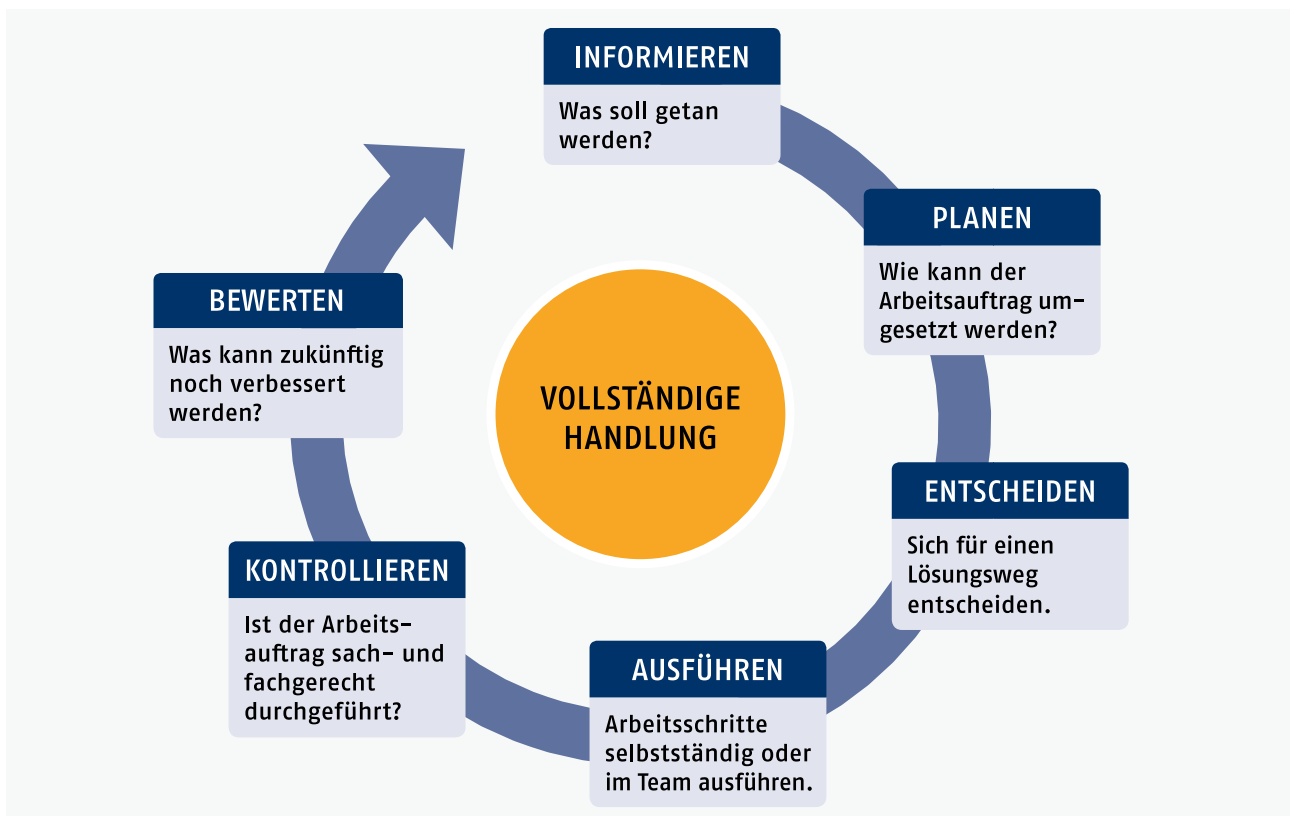 INFORMIEREN
Was soll getan
werden?
PLANEN
Wie kann der
Arbeitsauftrag um-
gesetzt werden?
ENTSCHEIDEN
Sich für einen
Lösungsweg
entscheiden.
AUSFÜHREN
Arbeitsschritte
selbstständig oder
im Team ausführen.
KONTROLLIEREN
Ist der Arbeits-
auftrag sach- und
fachgerecht
durchgeführt?
BEWERTEN
Was kann zukünftig
noch verbessert
werden?
VOLLSTÄNDIGE
HANDLUNG